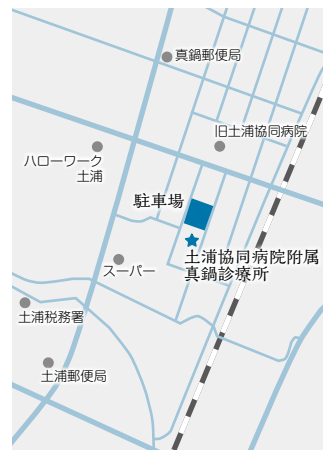 真鍋郵便局
旧土浦協同病院
ハローワーク
土浦
駐車場
土浦協同病院附属
真鍋診療所
スーパー
土浦税務署
土浦郵便局